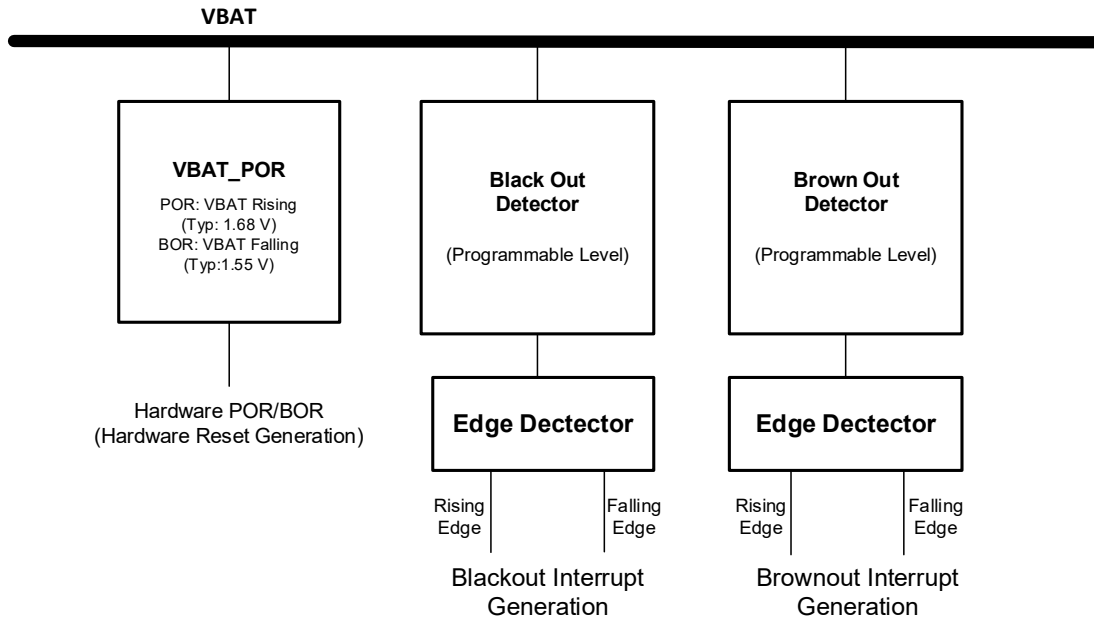 VBAT
VBAT_POR
POR: VBAT Rising
(Typ: 1.68 V)
BOR: VBAT Falling
(Typ:1.55 V)
Hardware POR/BOR
(Hardware Reset Generation)
Black Out
Detector
(Programmable Level)
Edge Dectector
Rising
Edge
Falling
Edge
Blackout Interrupt
Generation
Brown Out
Detector
(Programmable Level)
Edge Dectector
Rising
Edge
Falling
Edge
Brownout Interrupt
Generation